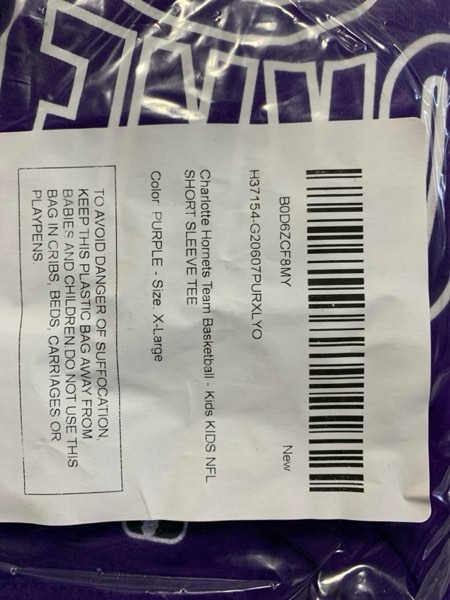 B0D6ZCF8MY New
H37154-G20607PURXLYO
Charlotte Hornets Team Basketball - Kids KIDS NFL
SHORT SLEEVE TEE
Color: PURPLE - Size: X-Large
TO AVOID DANGER OF SUFFOCATION,
KEEP THIS PLASTIC BAG AWAY FROM
BABIES AND CHILDREN.DO NOT USE THIS
BAG IN CRIBS, BEDS, CARRIAGES OR
PLAYPENS